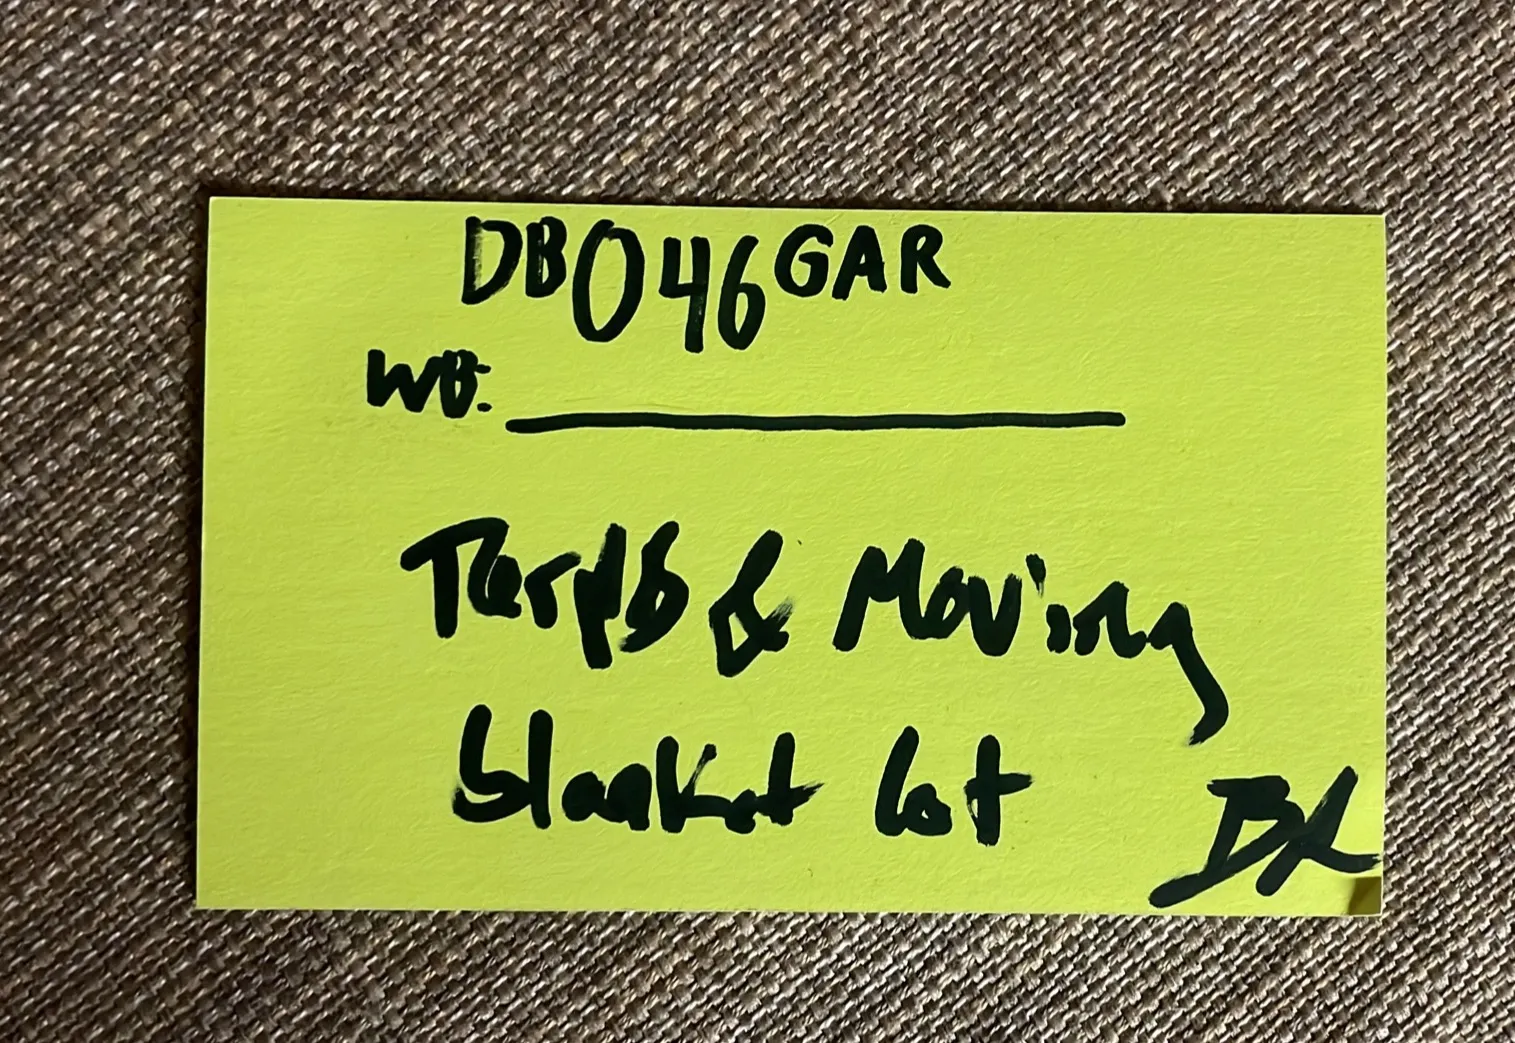 DB046GAR
WB: 
Tarps & Moving
blanket lot